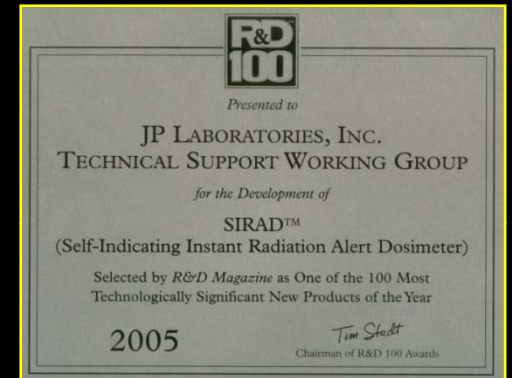 R&D
100
Presented to
JP LABORATORIES, INC.
TECHNICAL SUPPORT WORKING GROUP
for the Development of
SIRAD™
(Self-Indicating Instant Radiation Alert Dosimeter)
Selected by R&D Magazine as One of the 100 Most
Technologically Significant New Products of the Year
2005
Tim Studt
Chairman of R&D 100 Awards